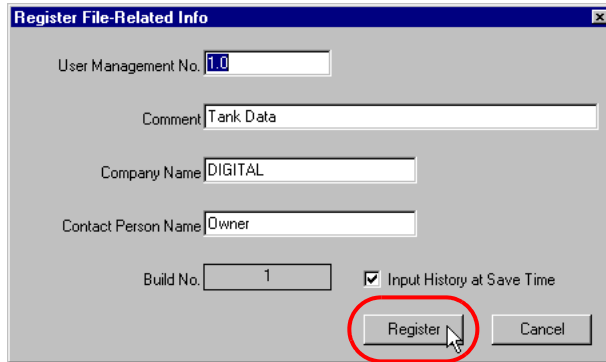 Register File-Related Info
User Management No. 1.0
Comment Tank Data
Company Name DIGITAL
Contact Person Name Owner
Build No. 1 Input History at Save Time
Register Cancel